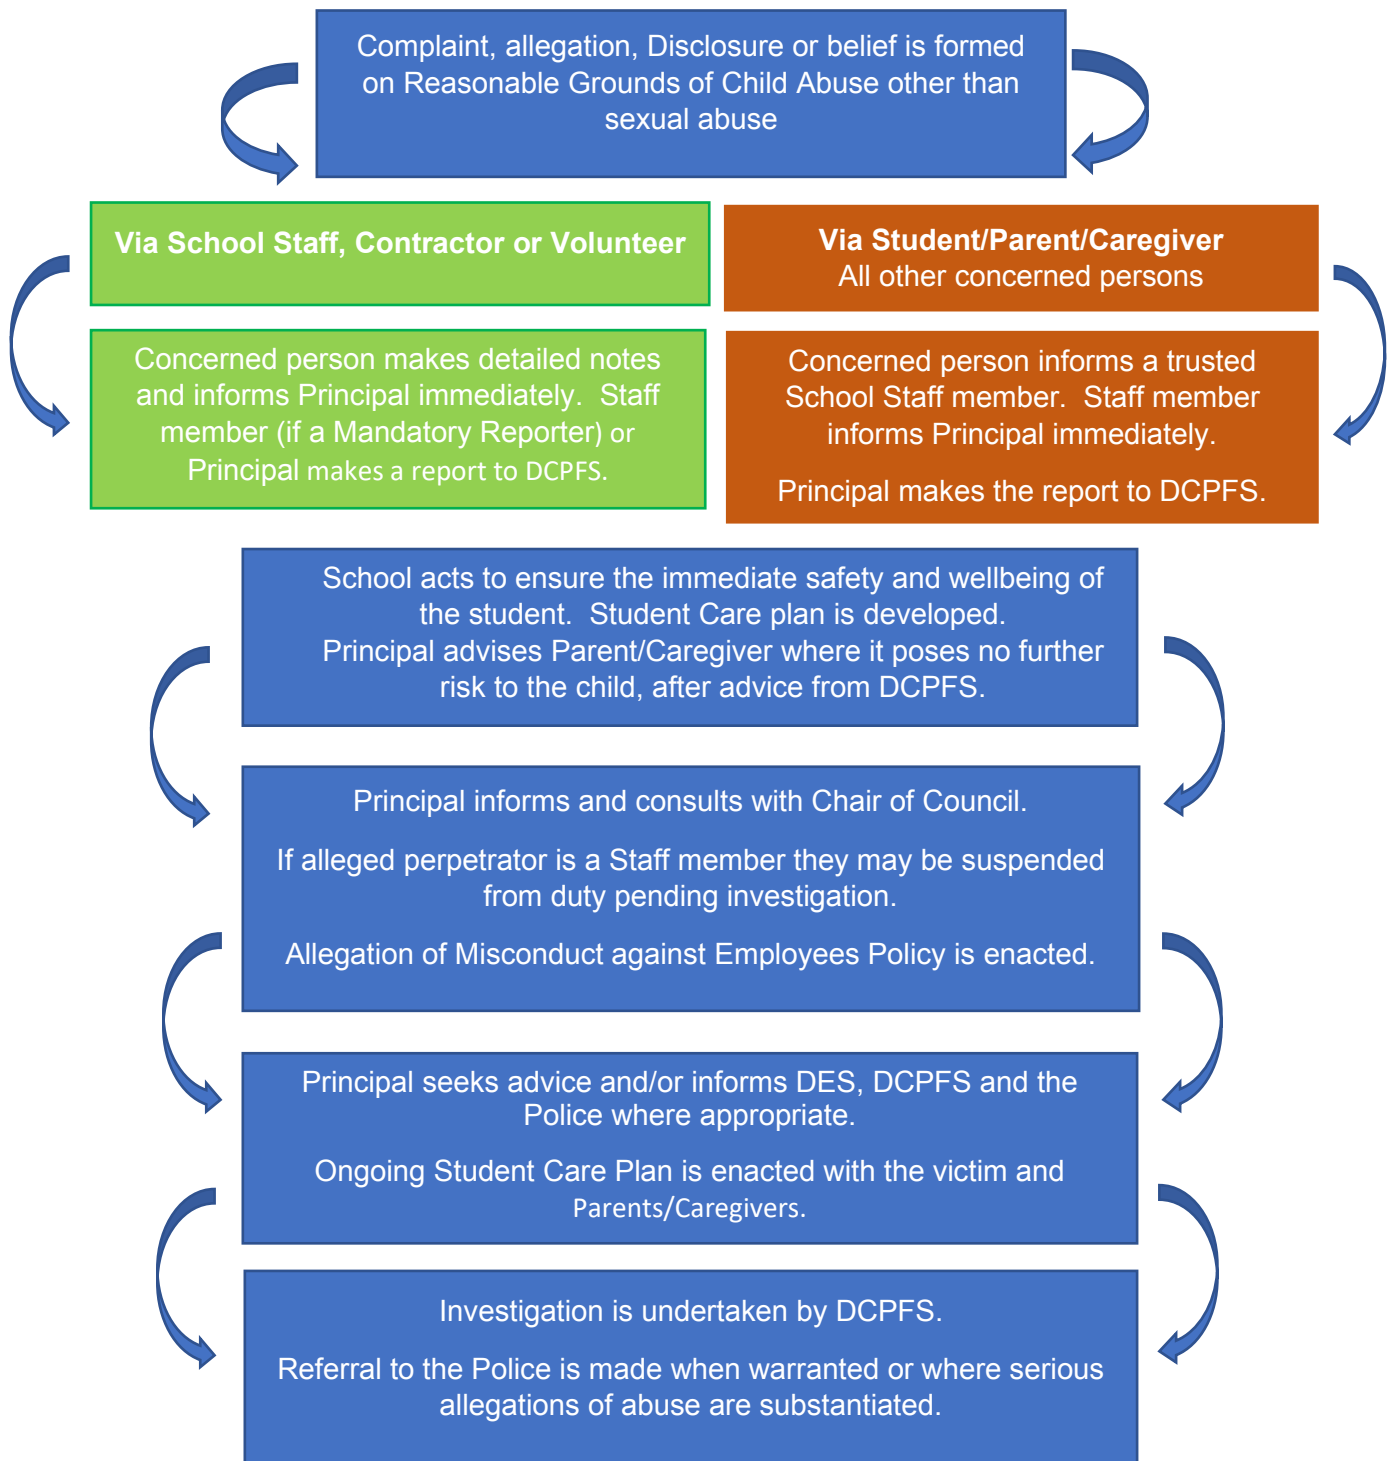 Complaint, allegation, Disclosure or belief is formed
on Reasonable Grounds of Child Abuse other than
sexual abuse
Via School Staff, Contractor or Volunteer
Via Student/Parent/Caregiver
All other concerned persons
Concerned person makes detailed notes
and informs Principal immediately.  Staff
member (if a Mandatory Reporter) or
Principal makes a report to DCPFS.
Concerned person informs a trusted
School Staff member.  Staff member
informs Principal immediately.
Principal makes the report to DCPFS.
School acts to ensure the immediate safety and wellbeing of
the student.  Student Care plan is developed.
Principal advises Parent/Caregiver where it poses no further
risk to the child, after advice from DCPFS.
Principal informs and consults with Chair of Council.
If alleged perpetrator is a Staff member they may be suspended
from duty pending investigation.
Allegation of Misconduct against Employees Policy is enacted.
Principal seeks advice and/or informs DES, DCPFS and the
Police where appropriate.
Ongoing Student Care Plan is enacted with the victim and
Parents/Caregivers.
Investigation is undertaken by DCPFS.
Referral to the Police is made when warranted or where serious
allegations of abuse are substantiated.